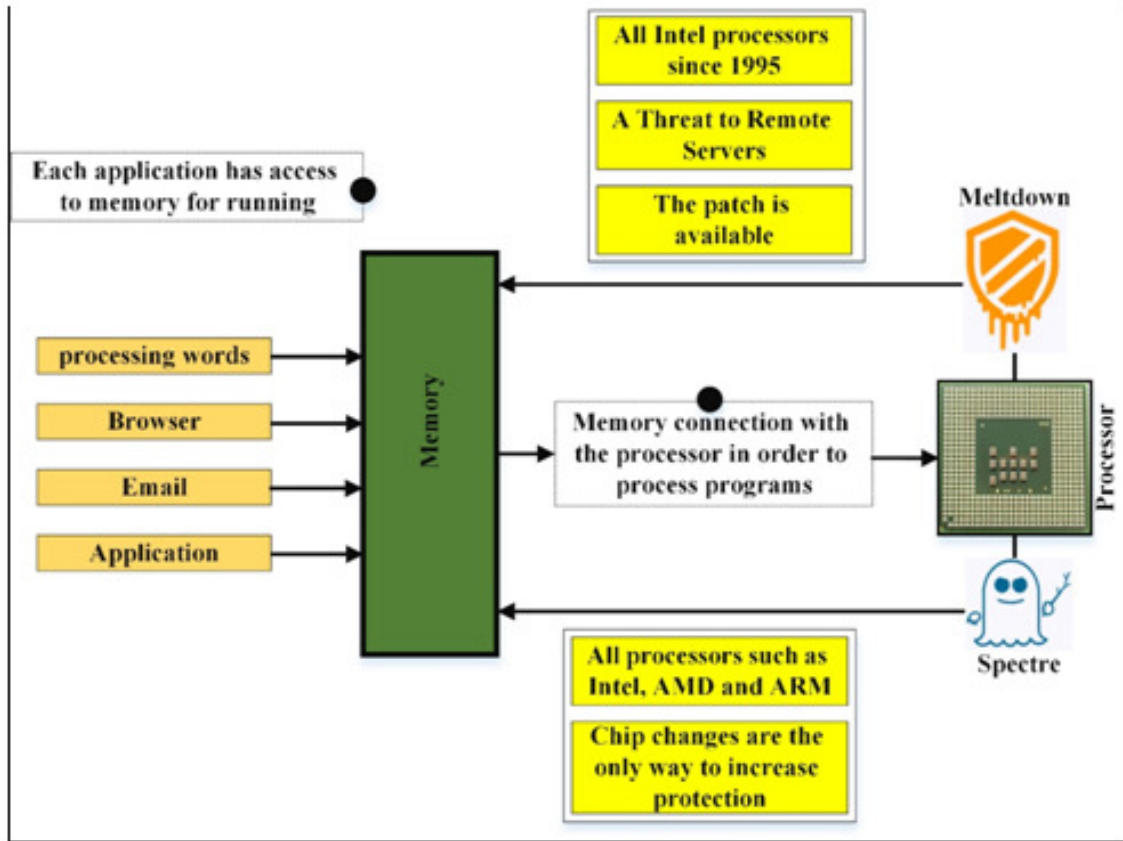 All Intel processors
since 1995
A Threat to Remote
Servers
The patch is
available
Each application has access
to memory for running
Meltdown
processing words
Browser
Email
Application
Memory
Memory connection with
the processor in order to
process programs
Processor
Spectre
All processors such as
Intel, AMD and ARM
Chip changes are the
only way to increase
protection